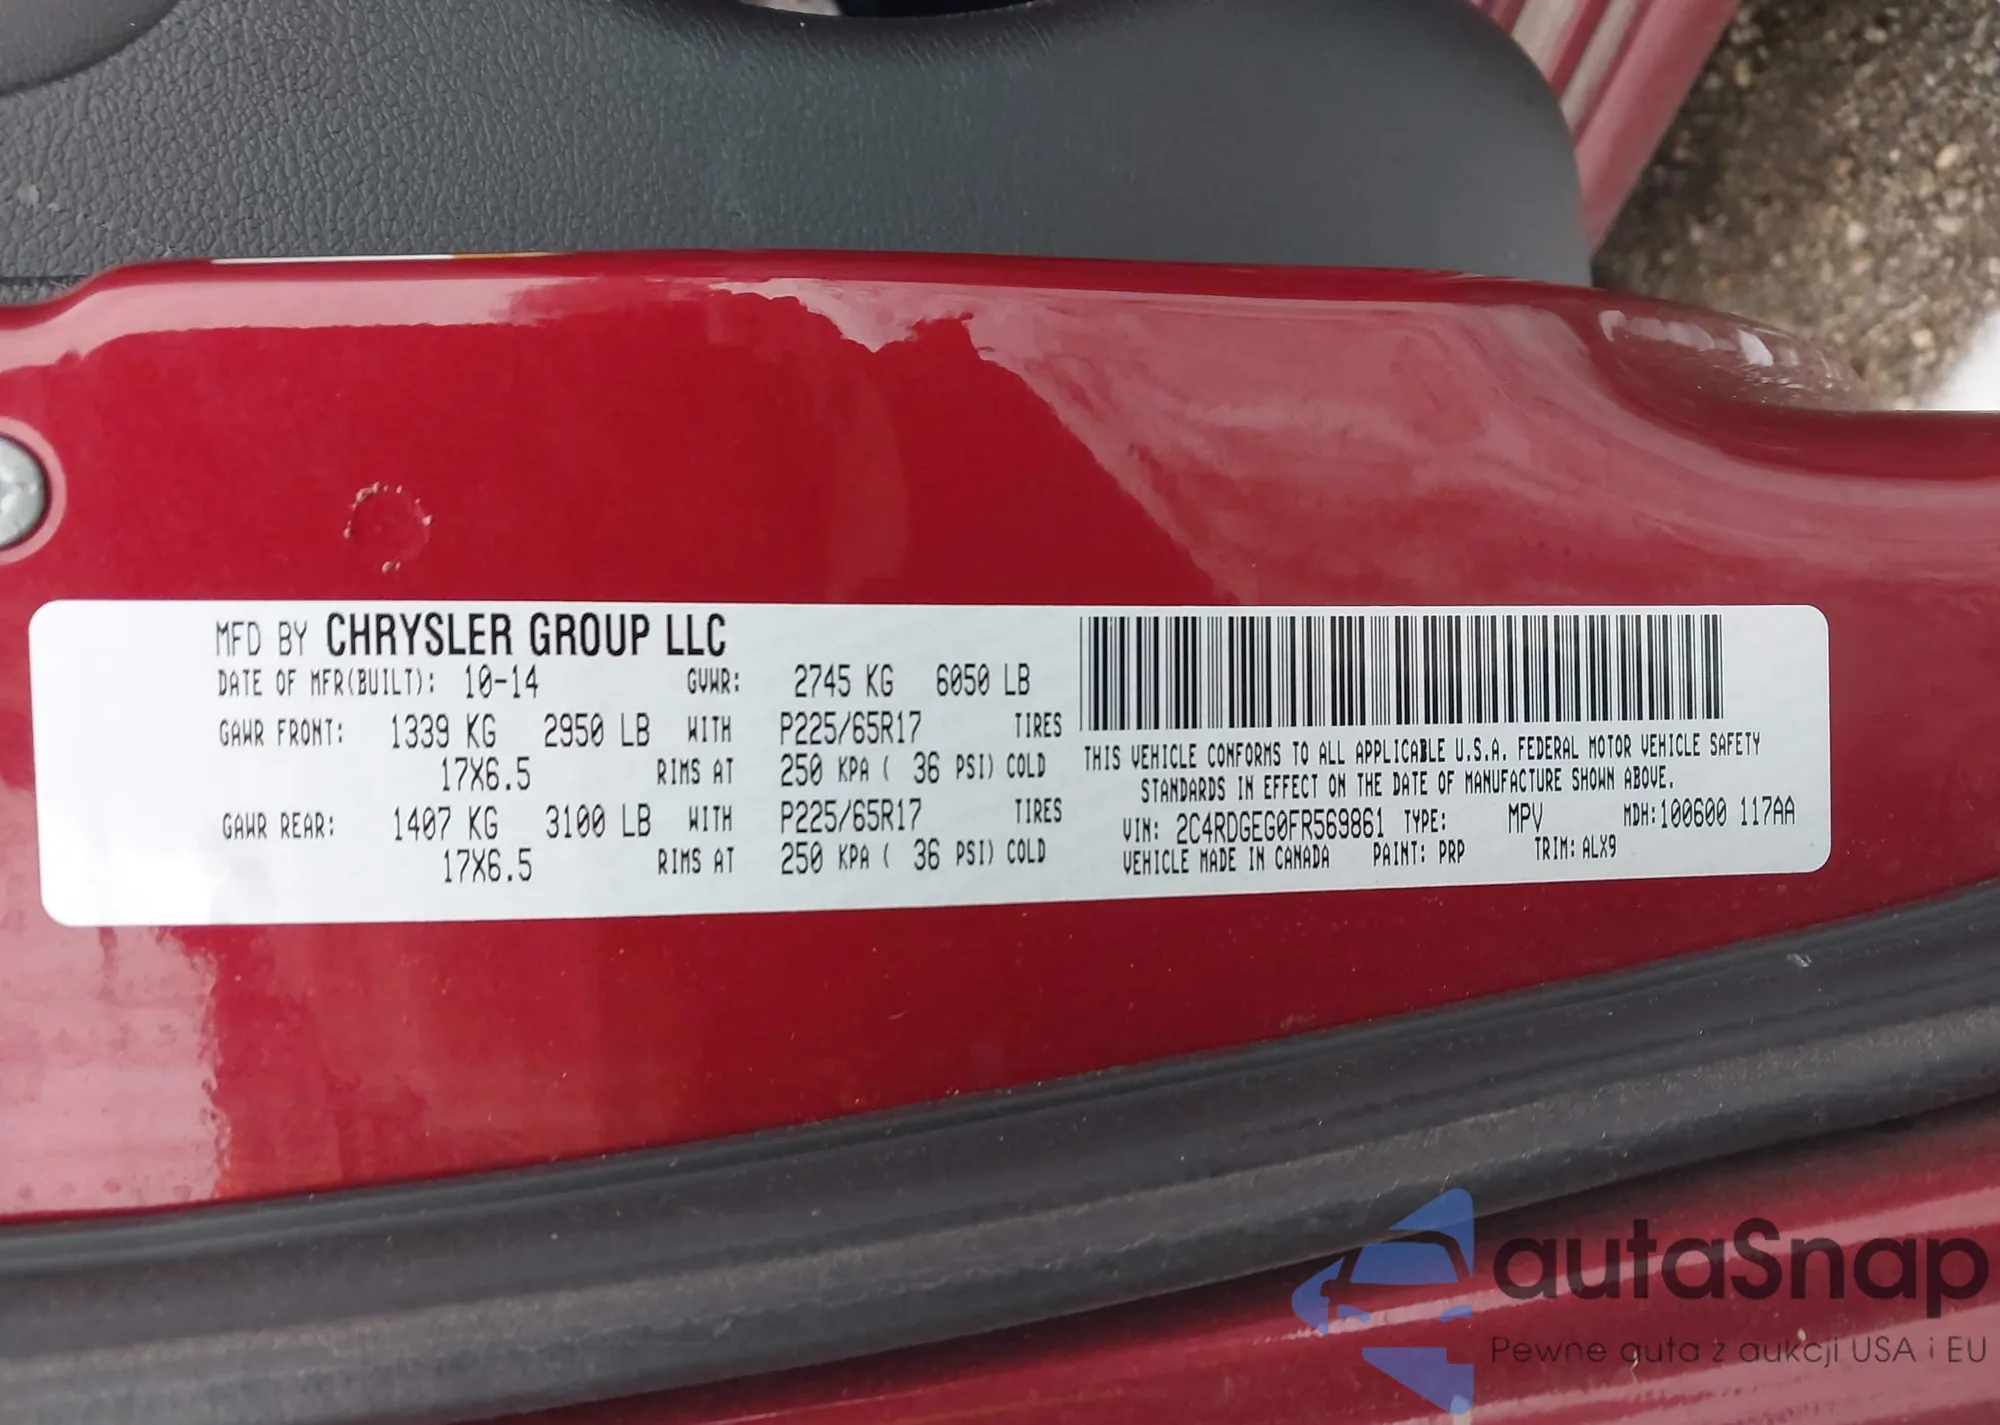 MFD BY CHRYSLER GROUP LLC
DATE OF MFR(BUILT): 10-14 GVWR: 2745 KG 6050 LB
GAWR FRONT: 1339 KG 2950 LB WITH P225/65R17 TIRES
17X6.5 RIMS AT 250 KPA ( 36 PSI) COLD
GAWR REAR: 1407 KG 3100 LB WITH P225/65R17 TIRES
17X6.5 RIMS AT 250 KPA ( 36 PSI) COLD
THIS VEHICLE CONFORMS TO ALL APPLICABLE U.S.A. FEDERAL MOTOR VEHICLE SAFETY
STANDARDS IN EFFECT ON THE DATE OF MANUFACTURE SHOWN ABOVE.
VIN: 2C4RDGEG0FR569861 TYPE: MPV MDH:100600 117AA
VEHICLE MADE IN CANADA PAINT: PRP TRIM: ALX9
autaSnap
Pewne auta z aukcji USA i EU